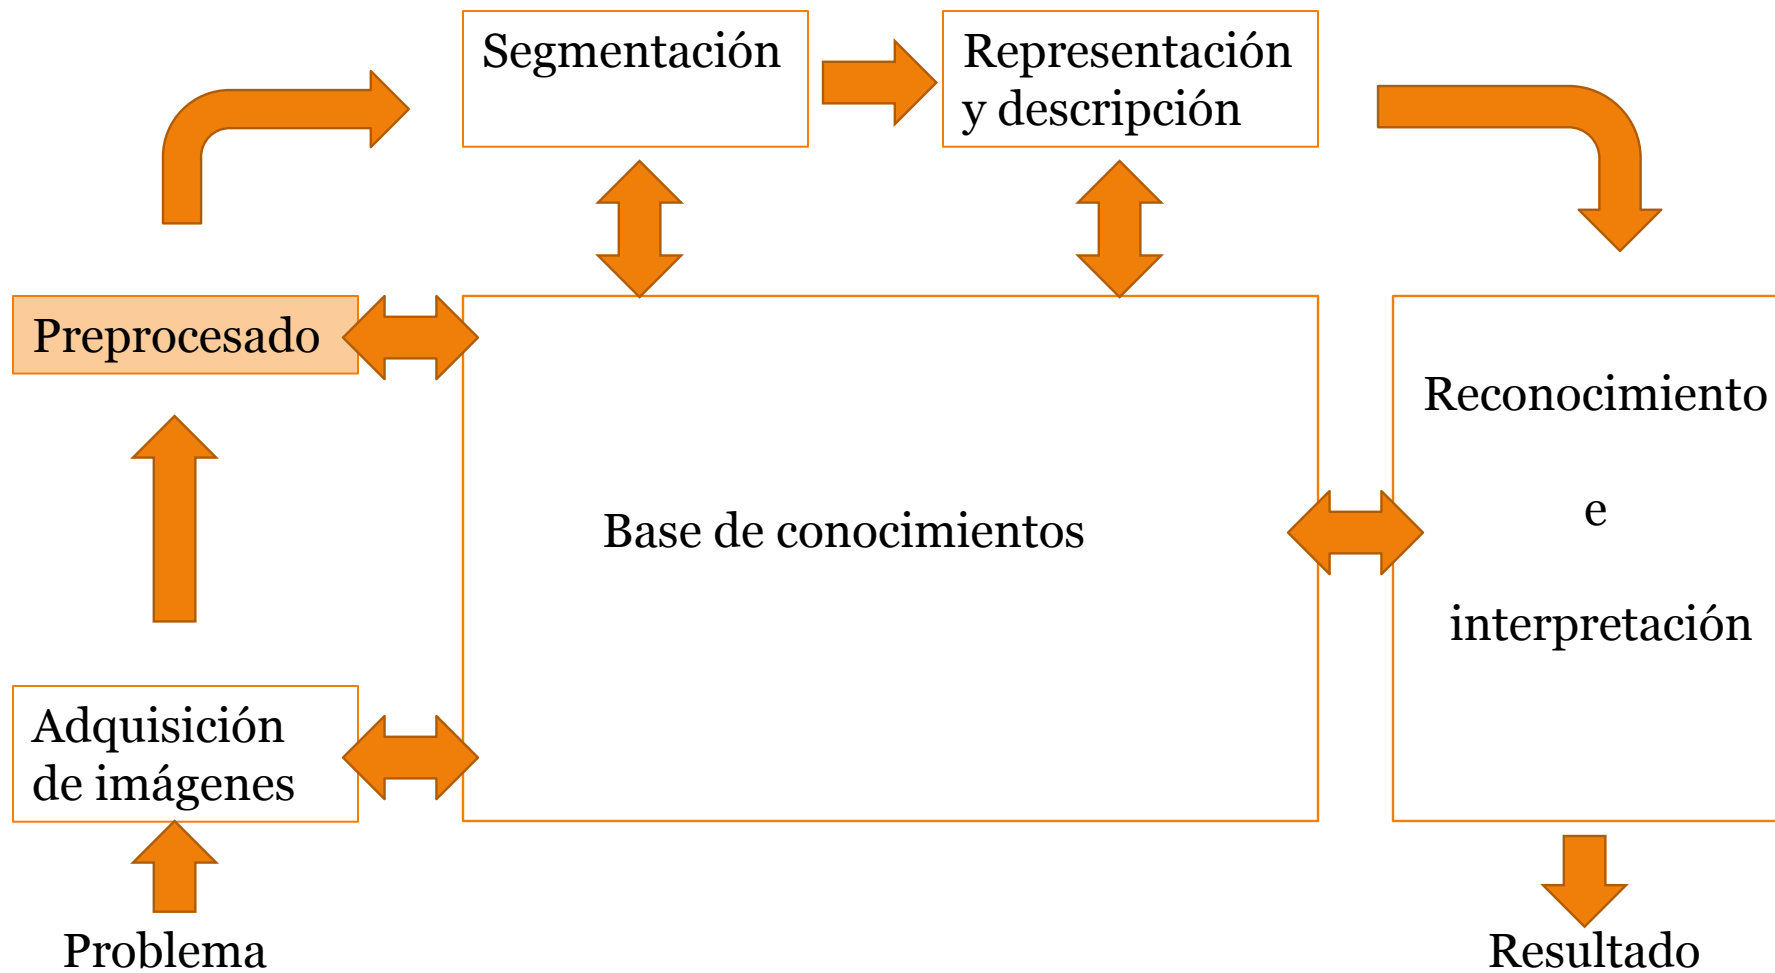 Segmentación
Representación
y descripción
Preprocesado
Base de conocimientos
Reconocimiento
e
interpretación
Adquisición
de imágenes
Problema
Resultado